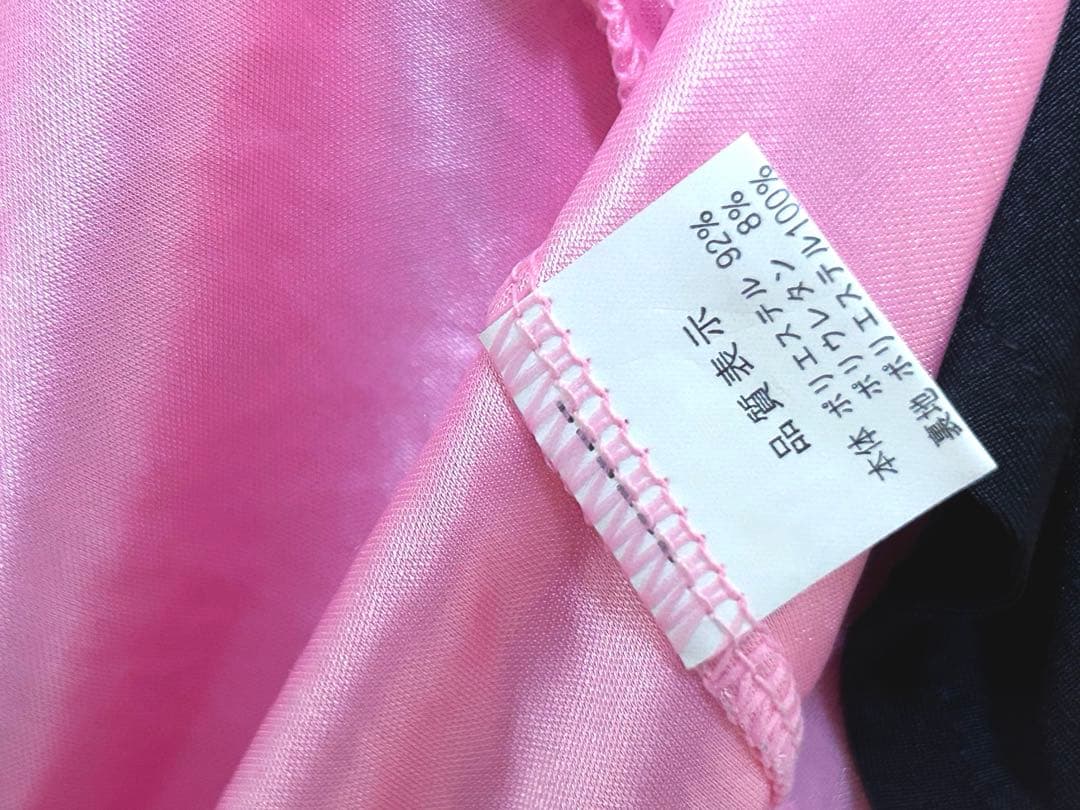 品質表示
本体 ポリエステル 92%
ポリウレタン 8%
裏地 ポリエステル100%